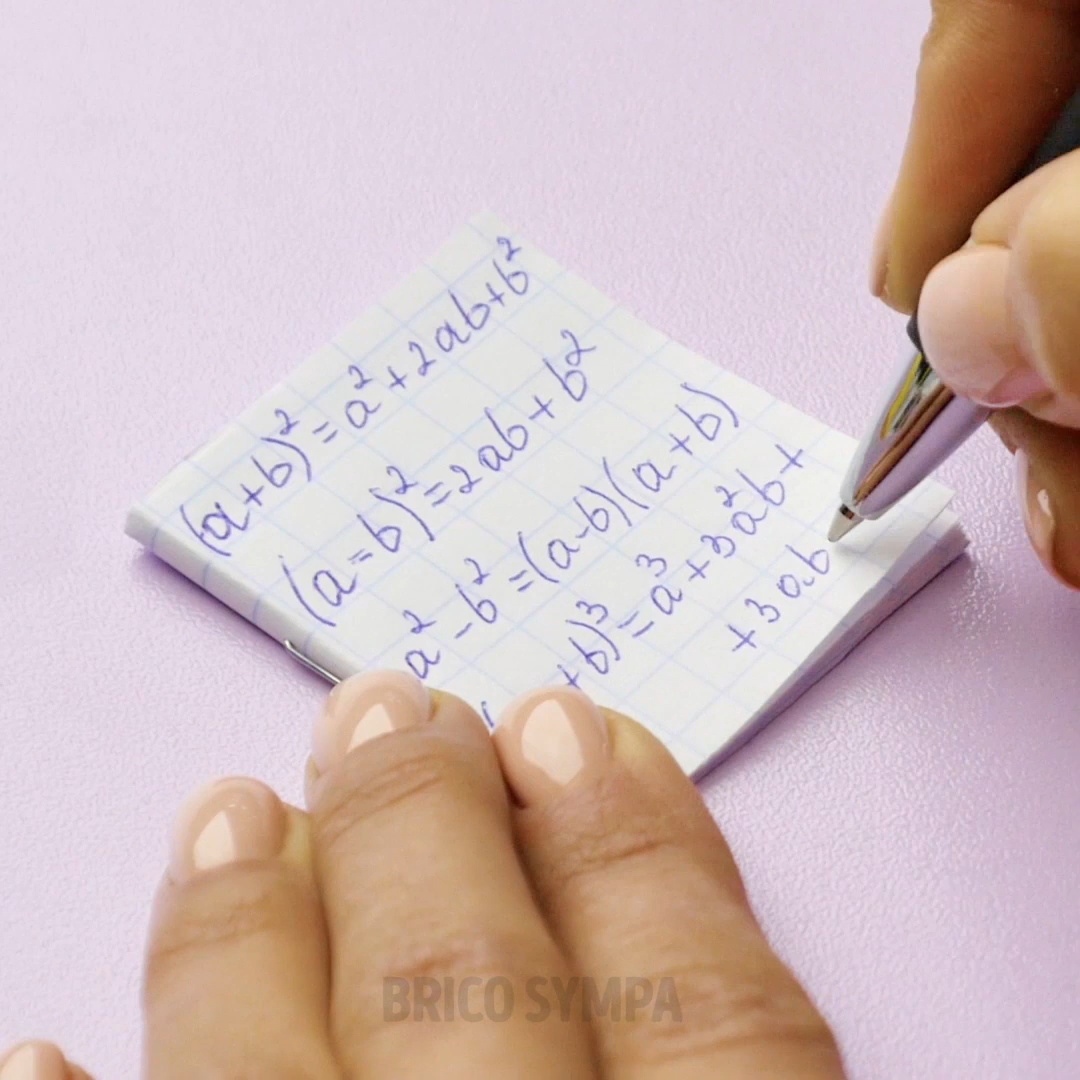 (a+b)²=a²+2ab+b²
(a=b)²=2ab+b²
a²-b²=(a-b)(a+b)
+b)³=a³+3a²b+
+3ab
BRICO SYMPA